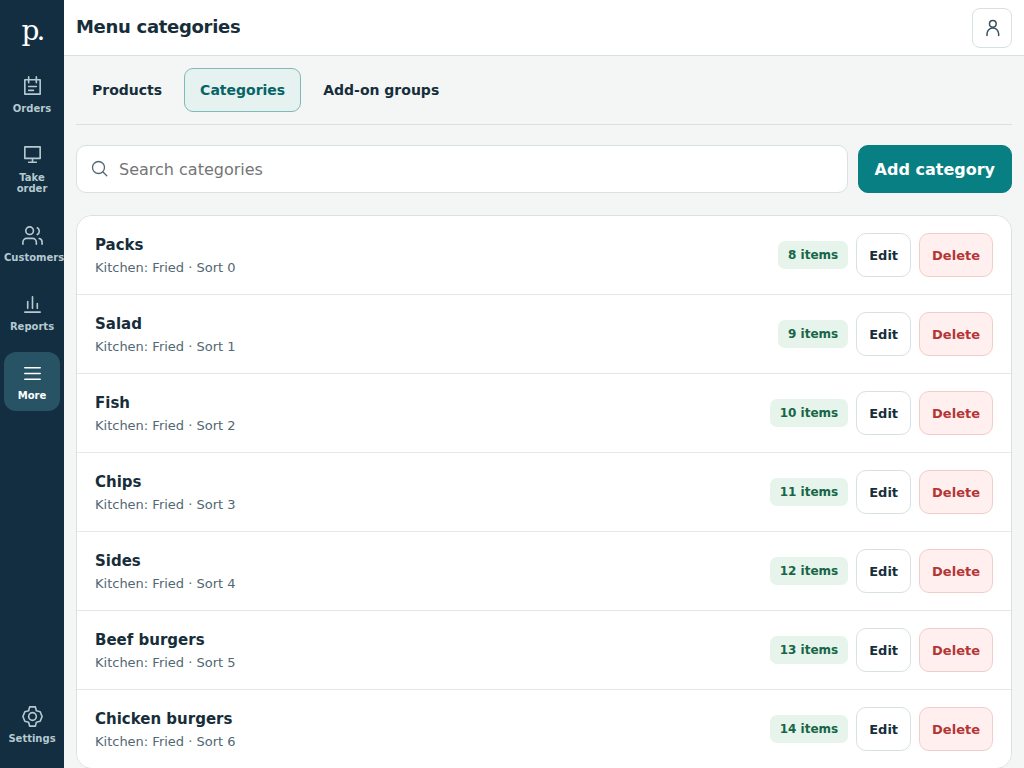 p.
Menu categories
Orders
Take
order
Customers
Reports
More
Settings
Products
Categories
Add-on groups
Search categories
Add category
Packs
Kitchen: Fried · Sort 0
8 items
Edit
Delete
Salad
Kitchen: Fried · Sort 1
9 items
Edit
Delete
Fish
Kitchen: Fried · Sort 2
10 items
Edit
Delete
Chips
Kitchen: Fried · Sort 3
11 items
Edit
Delete
Sides
Kitchen: Fried · Sort 4
12 items
Edit
Delete
Beef burgers
Kitchen: Fried · Sort 5
13 items
Edit
Delete
Chicken burgers
Kitchen: Fried · Sort 6
14 items
Edit
Delete